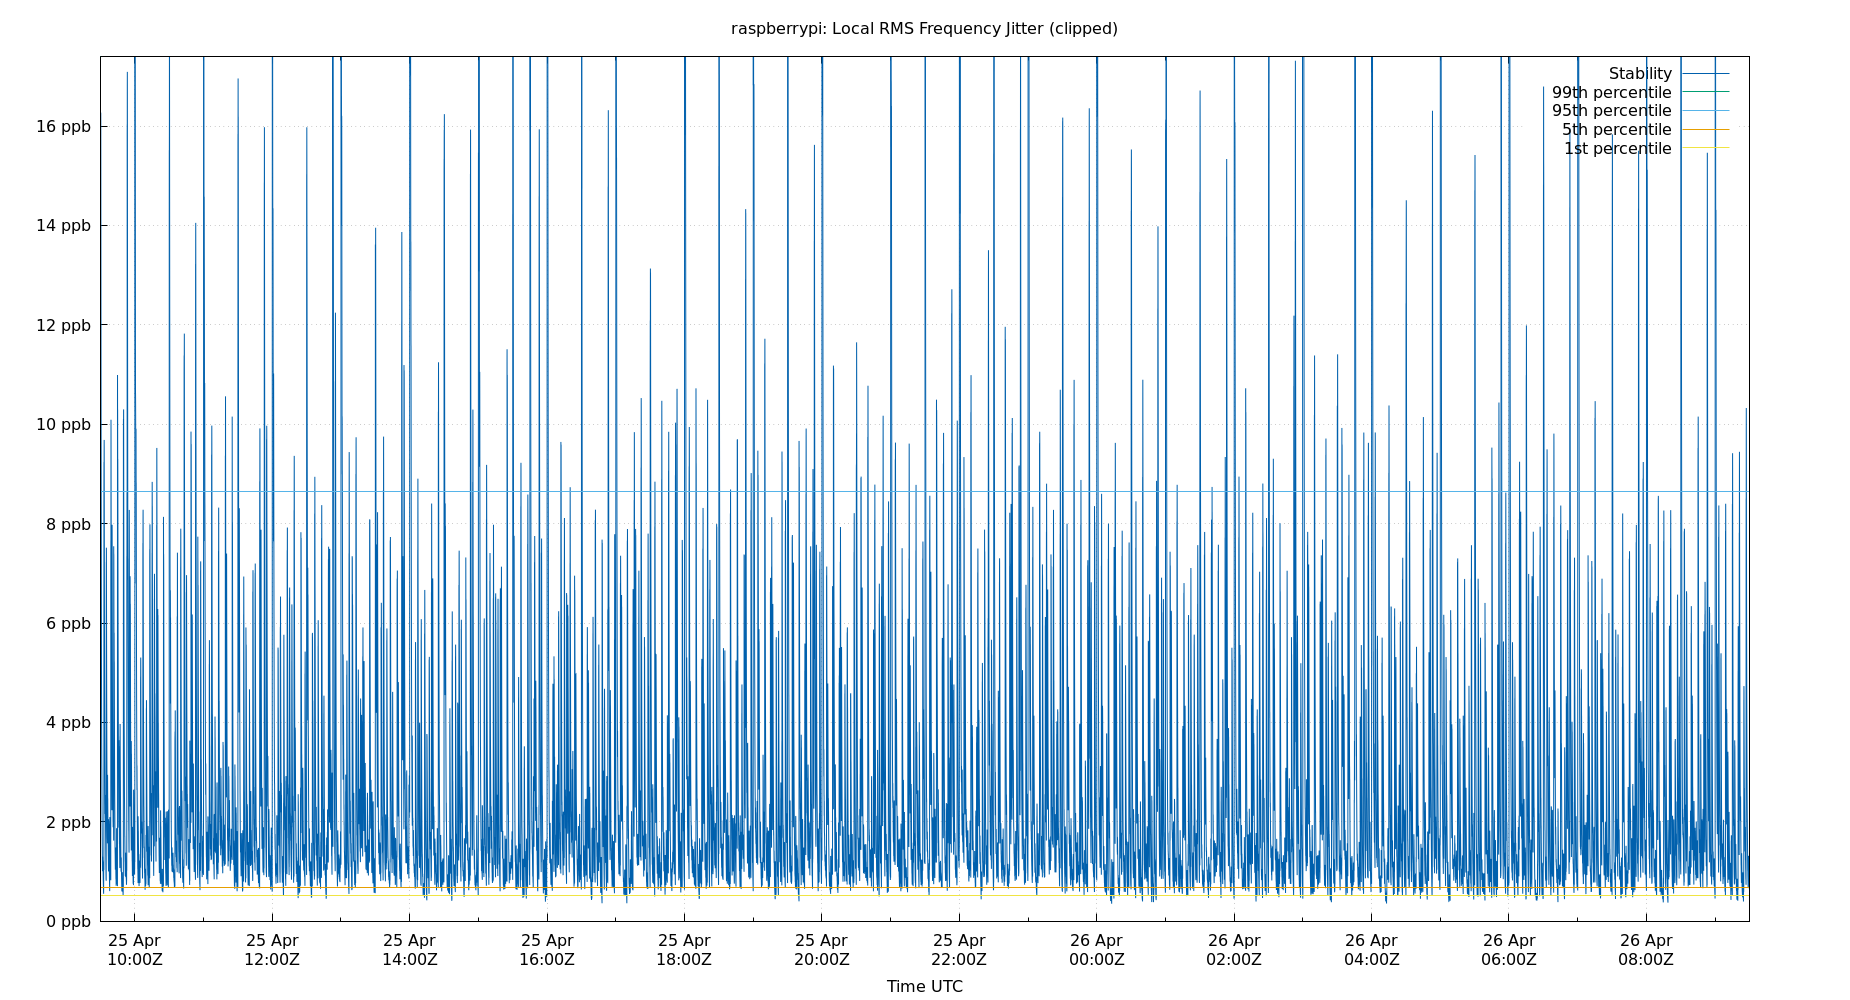 raspberrypi: Local RMS Frequency Jitter (clipped)
Stability
99th percentile
95th percentile
5th percentile
1st percentile
16 ppb
14 ppb
12 ppb
10 ppb
8 ppb
6 ppb
4 ppb
2 ppb
0 ppb
25 Apr 25 Apr 25 Apr 25 Apr 25 Apr 25 Apr 25 Apr 26 Apr 26 Apr 26 Apr 26 Apr 26 Apr
10:00Z 12:00Z 14:00Z 16:00Z 18:00Z 20:00Z 22:00Z 00:00Z 02:00Z 04:00Z 06:00Z 08:00Z
Time UTC